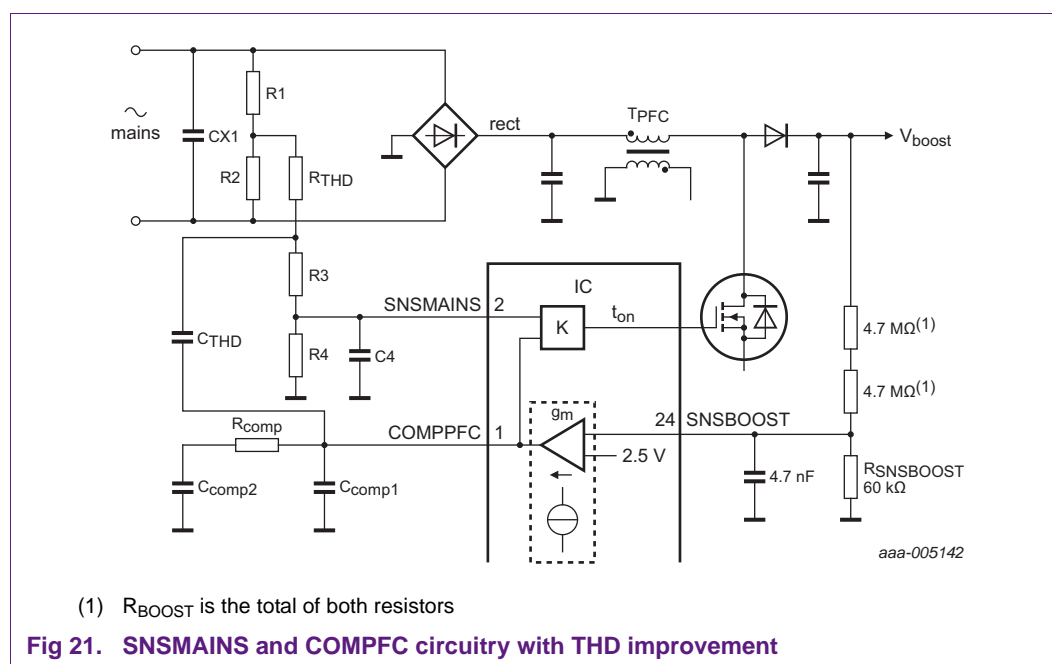 R1
TPFC
rect
Vboost
mains
CX1
R2
RTHD
R3
IC
SNSMAINS 2
ton
K
4.7 MΩ(1)
CTHD
R4
C4
4.7 MΩ(1)
gm
Rcomp
COMPPFC 1
24 SNSBOOST
2.5 V
RSNSBOOST
60 kΩ
4.7 nF
Ccomp2
Ccomp1
aaa-005142
(1) RBOOST is the total of both resistors
Fig 21. SNSMAINS and COMPFC circuitry with THD improvement